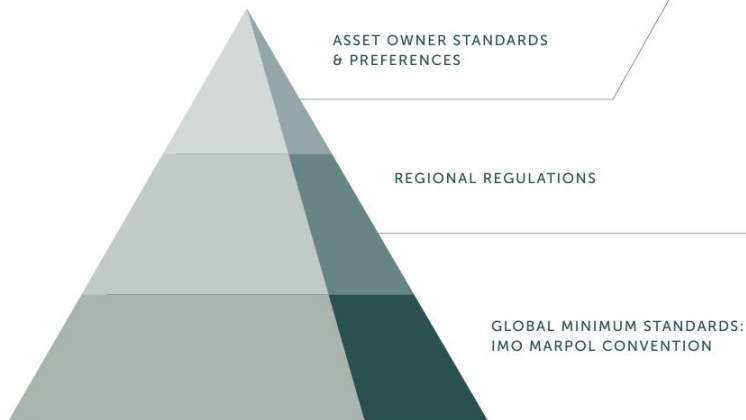 ASSET OWNER STANDARDS
& PREFERENCES
REGIONAL REGULATIONS
GLOBAL MINIMUM STANDARDS:
IMO MARPOL CONVENTION